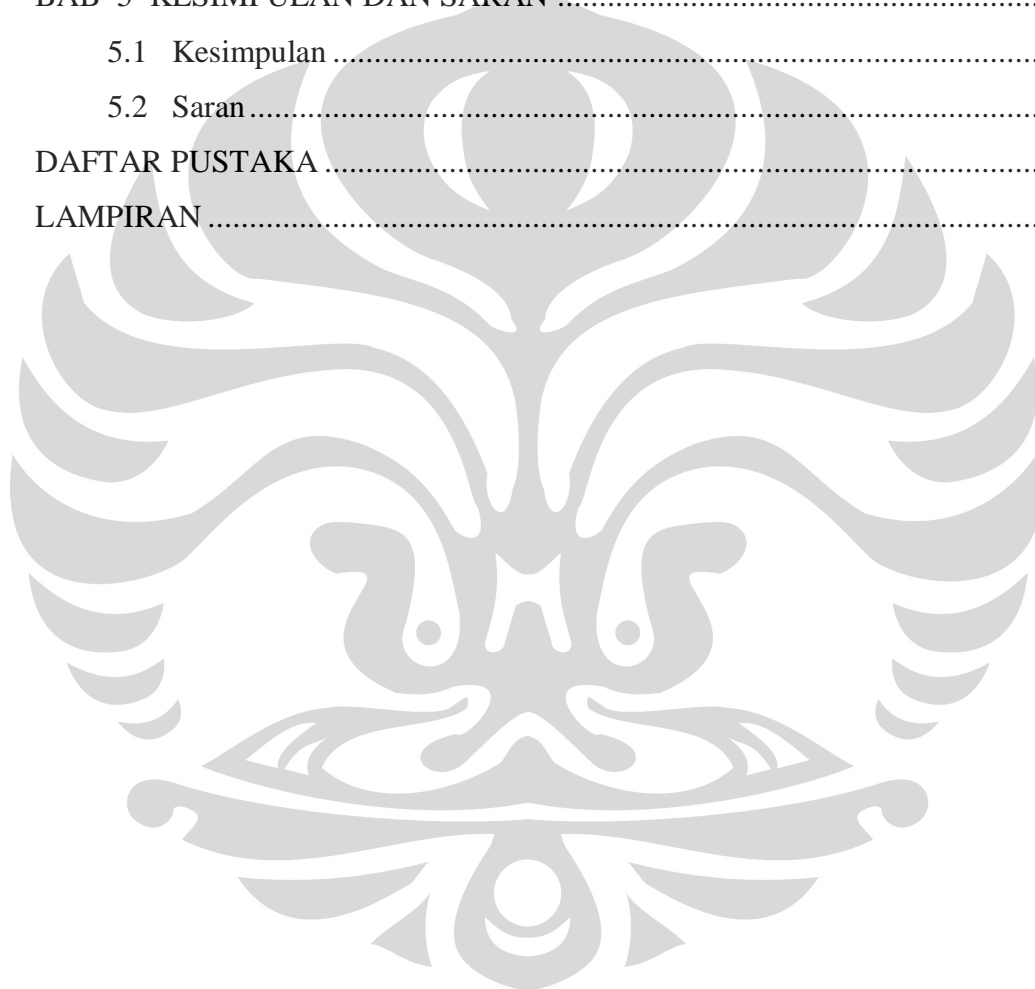 BAB 5 KESIMPULAN DAN SARAN ................................................................
5.1 Kesimpulan ..........................................................................................
5.2 Saran ....................................................................................................
DAFTAR PUSTAKA .........................................................................................
LAMPIRAN .......................................................................................................